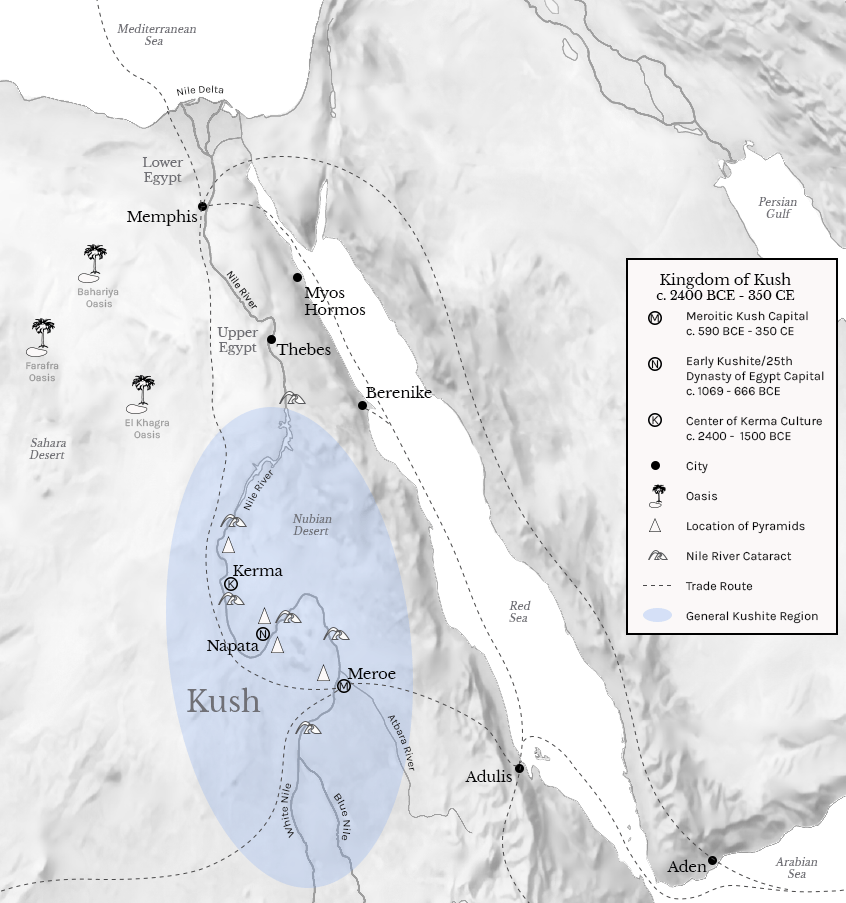 Mediterranean
Sea
Nile Delta
Lower
Egypt
Memphis
Persian
Gulf
Bahariya
Oasis
Nile River
Myos
Hormos
Upper
Egypt
Thebes
Farafra
Oasis
Berenike
El Khagra
Oasis
Sahara
Desert
Nile River
Nubian
Desert
Kerma
K
Red
Sea
Napata
N
Kush
Meroe
M
Atbara River
Adulis
White Nile
Blue Nile
Aden
Arabian
Sea
Kingdom of Kush
c. 2400 BCE - 350 CE
M
Meroitic Kush Capital
c. 590 BCE - 350 CE
N
Early Kushite/25th
Dynasty of Egypt Capital
c. 1069 - 666 BCE
K
Center of Kerma Culture
c. 2400 - 1500 BCE
City
Oasis
Location of Pyramids
Nile River Cataract
Trade Route
General Kushite Region